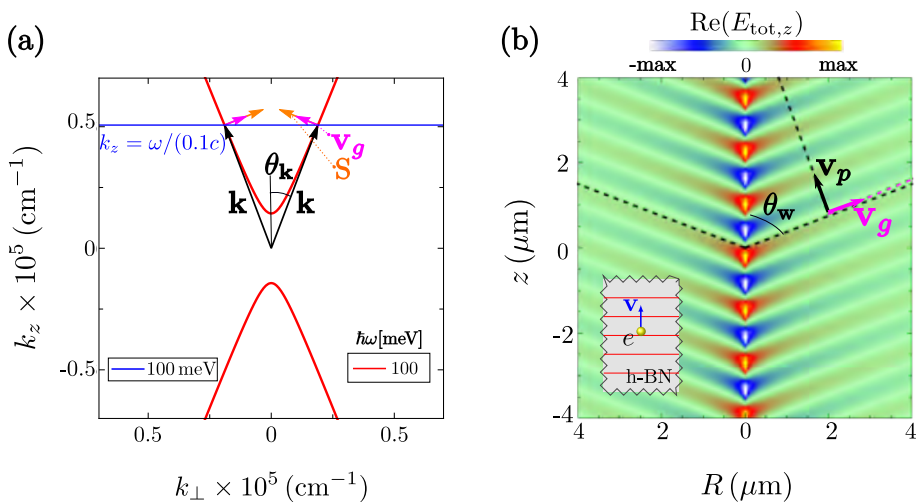 (a)
0.5
0
-0.5
k_z × 10^5 (cm^−1)
k_z = ω/(0.1c)
v_g
S
θ_k
k
k
100 meV
ħω[meV]
100
0.5
0
0.5
k_⊥ × 10^5 (cm^−1)
(b)
Re(E_tot,z)
-max
0
max
4
2
0
-2
-4
z (μm)
v_p
θ_w
v_g
v
e
h-BN
4
2
0
2
4
R (μm)